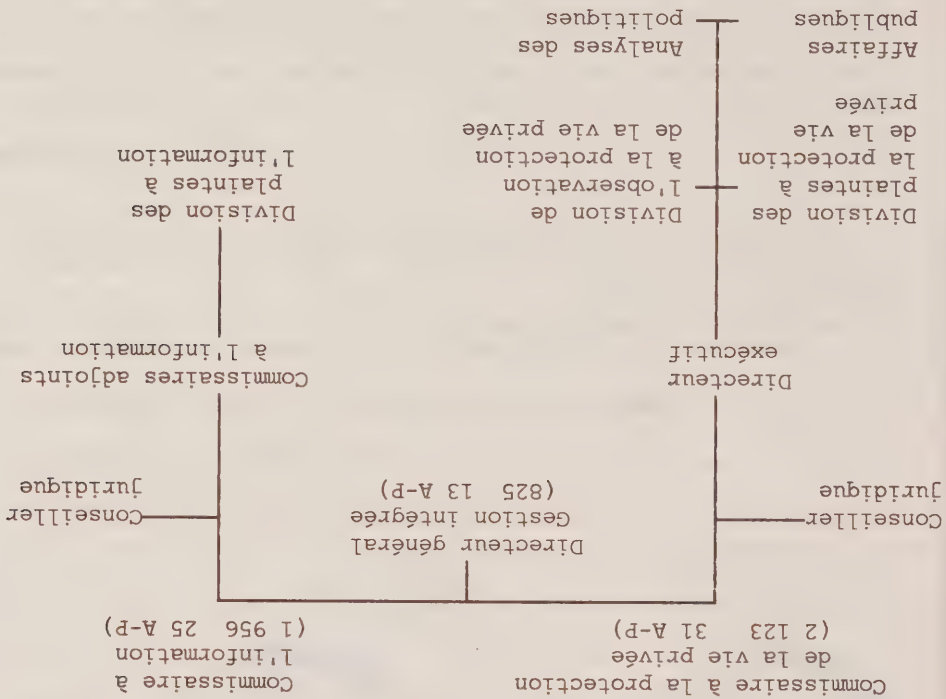 Commissaire à la protection
de la vie privée
(2 123 31 A-P)
Commissaire à
l'information
(1 956 25 A-P)
Conseiller
juridique
Directeur général
Gestion intégrée
(825 13 A-P)
Conseiller
juridique
Directeur
exécutif
Commissaires adjoints
à l'information
Division des
plaintes à
la protection
de la vie
privée
Division de
l'observation
à la protection
de la vie privée
Division des
plaintes à
l'information
Affaires
publiques
Analyses des
politiques